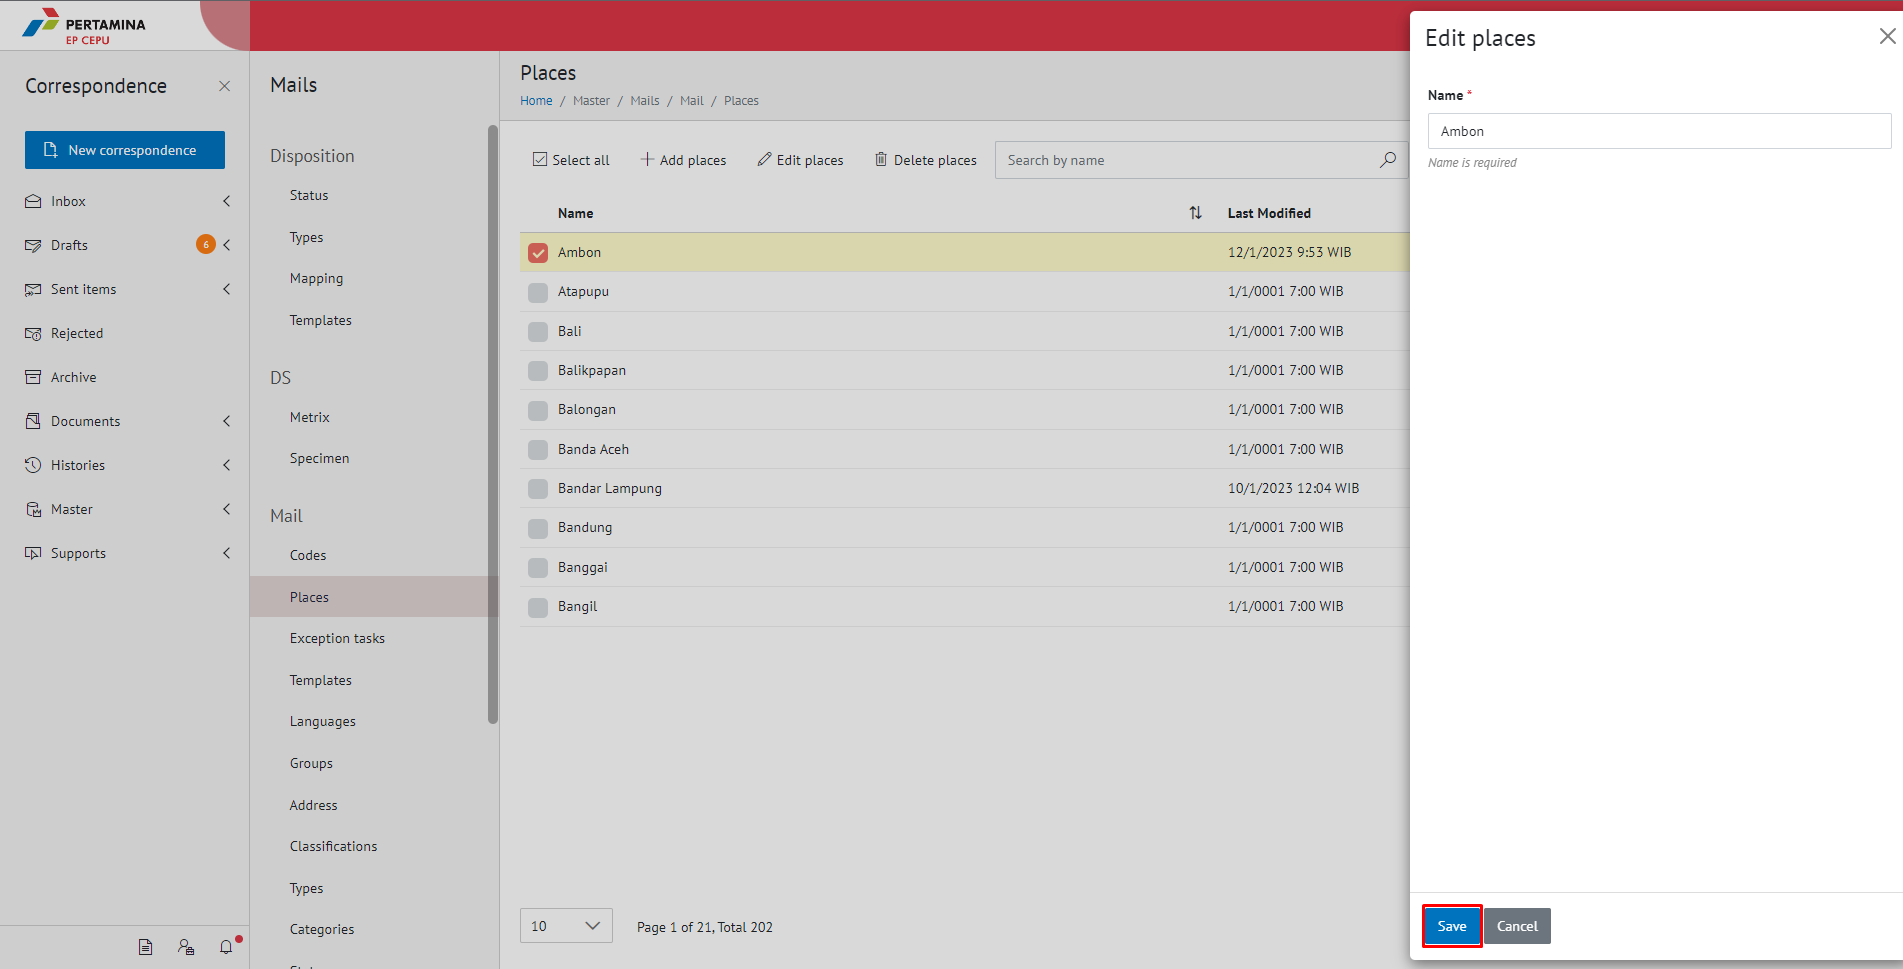 PERTAMINA
EP CEPU
Correspondence
New correspondence
Inbox
Drafts
6
Sent items
Rejected
Archive
Documents
Histories
Master
Supports
Mails
Disposition
Status
Types
Mapping
Templates
DS
Metrix
Specimen
Mail
Codes
Places
Exception tasks
Templates
Languages
Groups
Address
Classifications
Types
Categories
Places
Home / Master / Mails / Mail / Places
Select all
Add places
Edit places
Delete places
Search by name
Name Last Modified
Ambon 12/1/2023 9:53 WIB
Atapupu 1/1/0001 7:00 WIB
Bali 1/1/0001 7:00 WIB
Balikpapan 1/1/0001 7:00 WIB
Balongan 1/1/0001 7:00 WIB
Banda Aceh 1/1/0001 7:00 WIB
Bandar Lampung 10/1/2023 12:04 WIB
Bandung 1/1/0001 7:00 WIB
Banggai 1/1/0001 7:00 WIB
Bangil 1/1/0001 7:00 WIB
10
Page 1 of 21, Total 202
Edit places
Name *
Ambon
Name is required
Save
Cancel